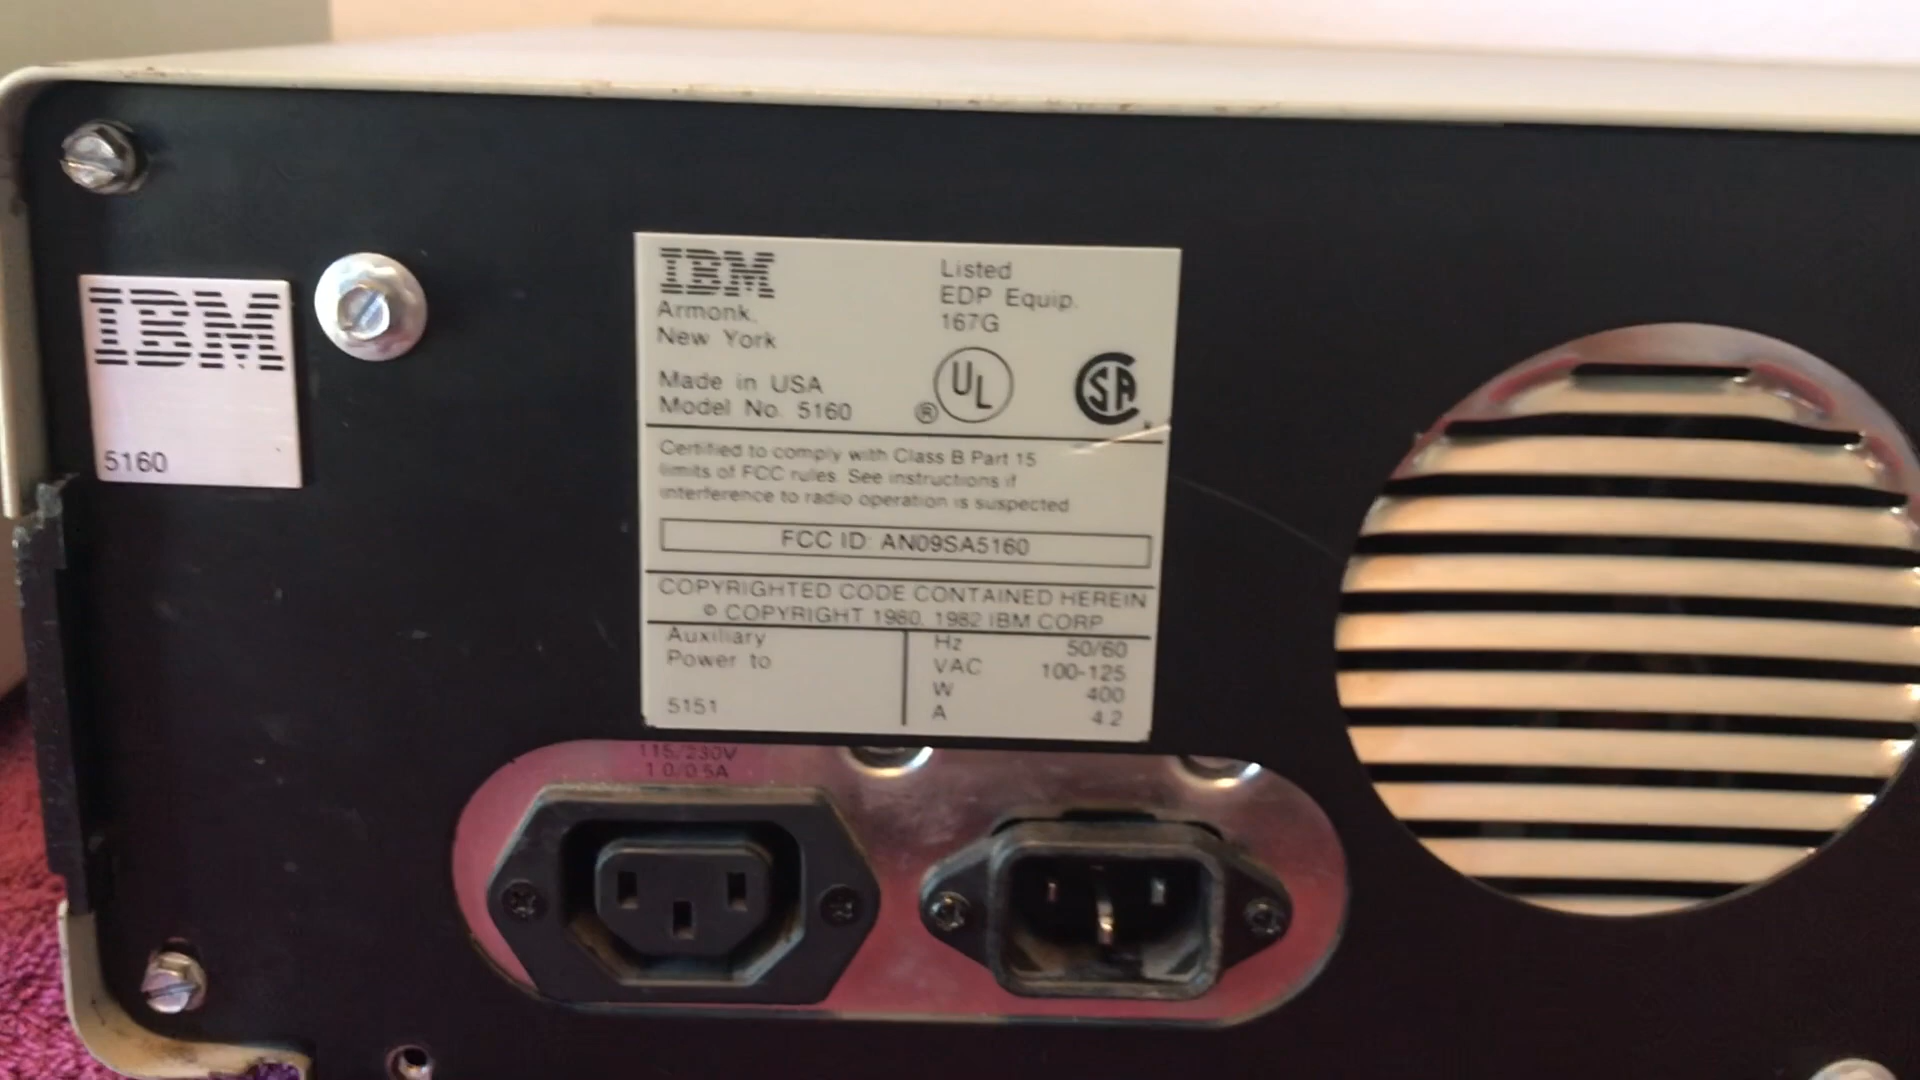 IBM
5160
IBM
Armonk,
New York
Made in USA
Model No. 5160
Listed
EDP Equip.
167G
® UL
SA
Certified to comply with Class B Part 15
limits of FCC rules. See instructions if
interference to radio operation is suspected
FCC ID: AN09SA5160
COPYRIGHTED CODE CONTAINED HEREIN
© COPYRIGHT 1980, 1982 IBM CORP
Auxiliary
Power to
5151
Hz 50/60
VAC 100-125
W 400
A 4.2
115/230V
1.0/0.5A